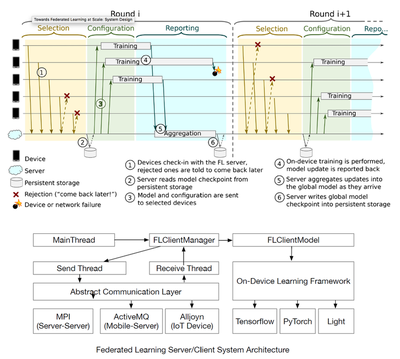 Round i
Round i+1
Towards Federated Learning at Scale: System Design
Selection
Configuration
Reporting
Selection
Configuration
Repo...
Training
Training
Training
Training
Training
Training
1
3
4
5
Aggregation
2
6
Device
Server
Persistent storage
Rejection ("come back later!")
Device or network failure
1 Devices check-in with the FL server,
rejected ones are told to come back later
2 Server reads model checkpoint from
persistent storage
3 Model and configuration are sent
to selected devices
4 On-device training is performed,
model update is reported back
5 Server aggregates updates into
the global model as they arrive
6 Server writes global model
checkpoint into persistent storage
MainThread
FLClientManager
FLClientModel
Send Thread
Receive Thread
Abstract Communication Layer
On-Device Learning Framework
MPI
(Server-Server)
ActiveMQ
(Mobile-Server)
Alljoyn
(IoT Device)
Tensorflow
PyTorch
Light
Federated Learning Server/Client System Architecture